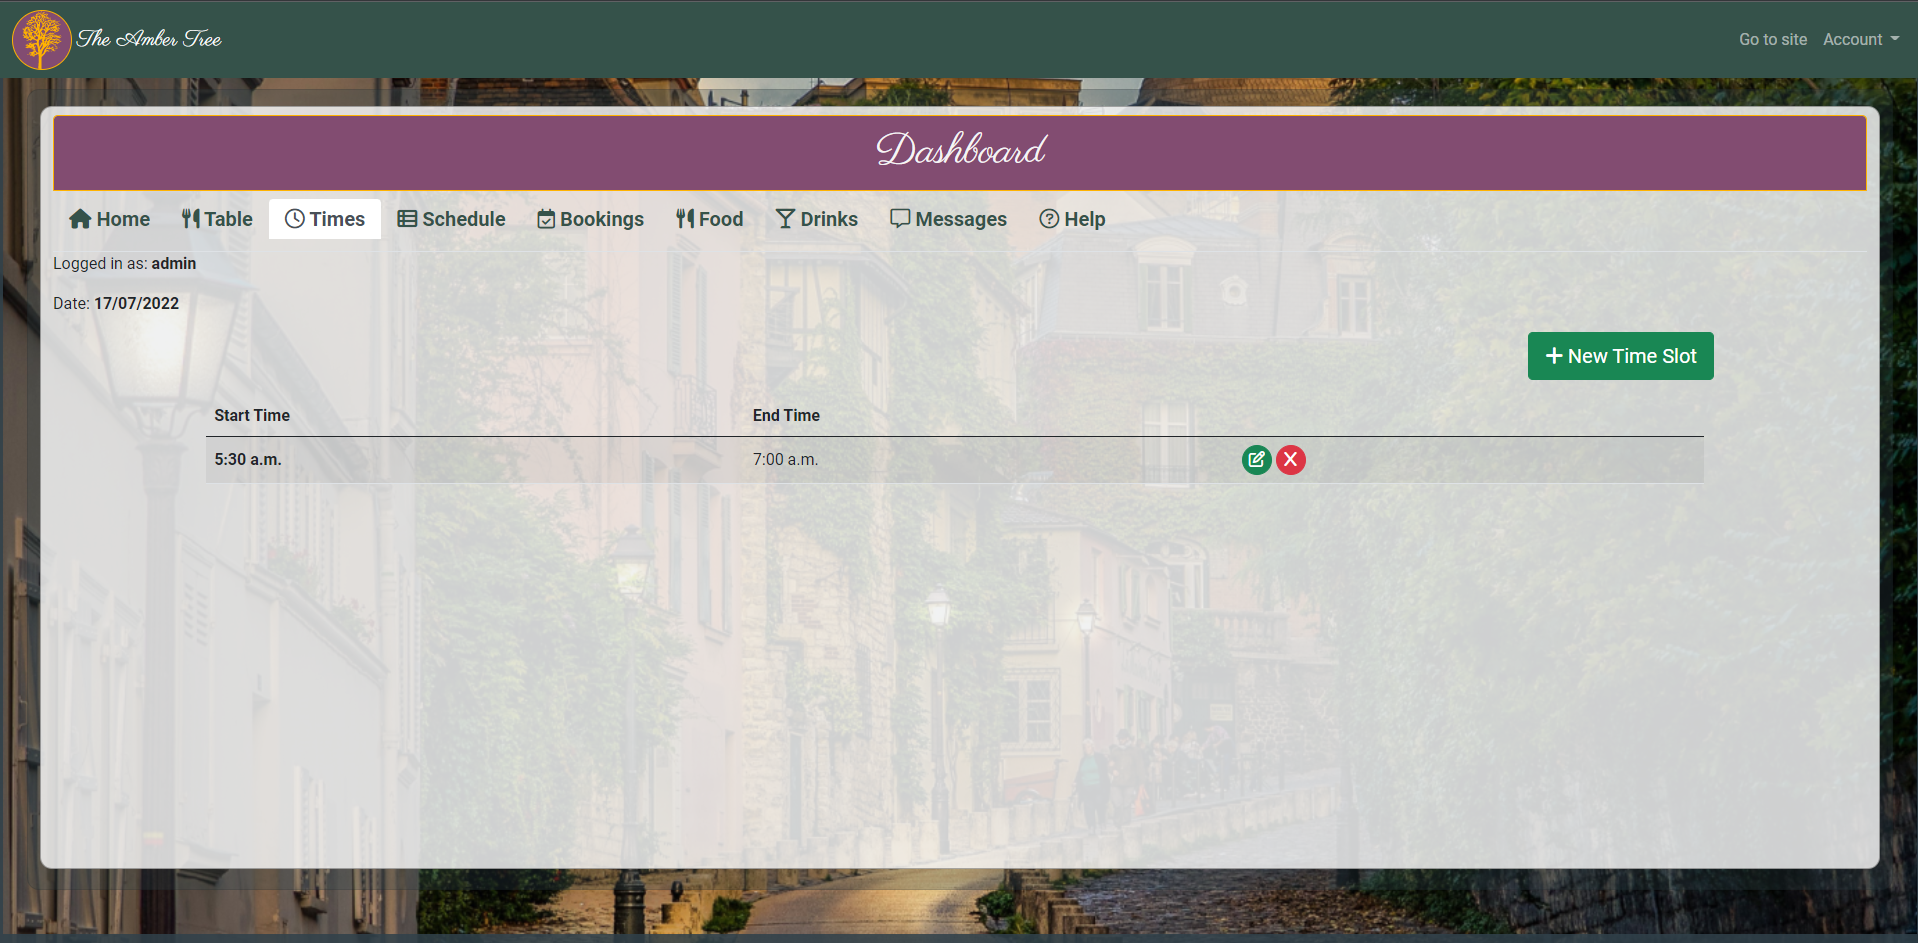 The Amber Tree
Go to site Account
Dashboard
Home Table Times Schedule Bookings Food Drinks Messages Help
Logged in as: admin
Date: 17/07/2022
New Time Slot
Start Time End Time
5:30 a.m. 7:00 a.m.